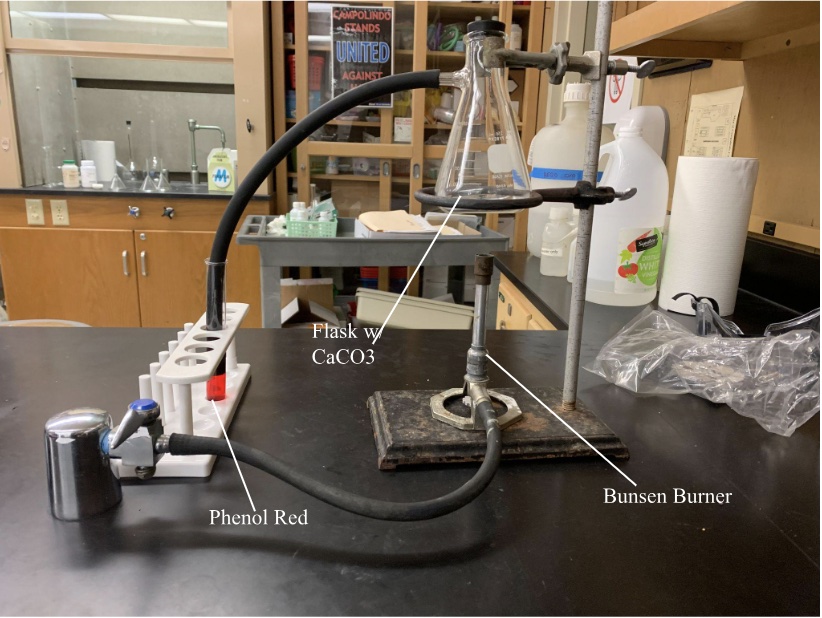 CAMPOLINDO
STANDS
UNITED
AGAINST
Flask w/
CaCO3
Phenol Red
Bunsen Burner